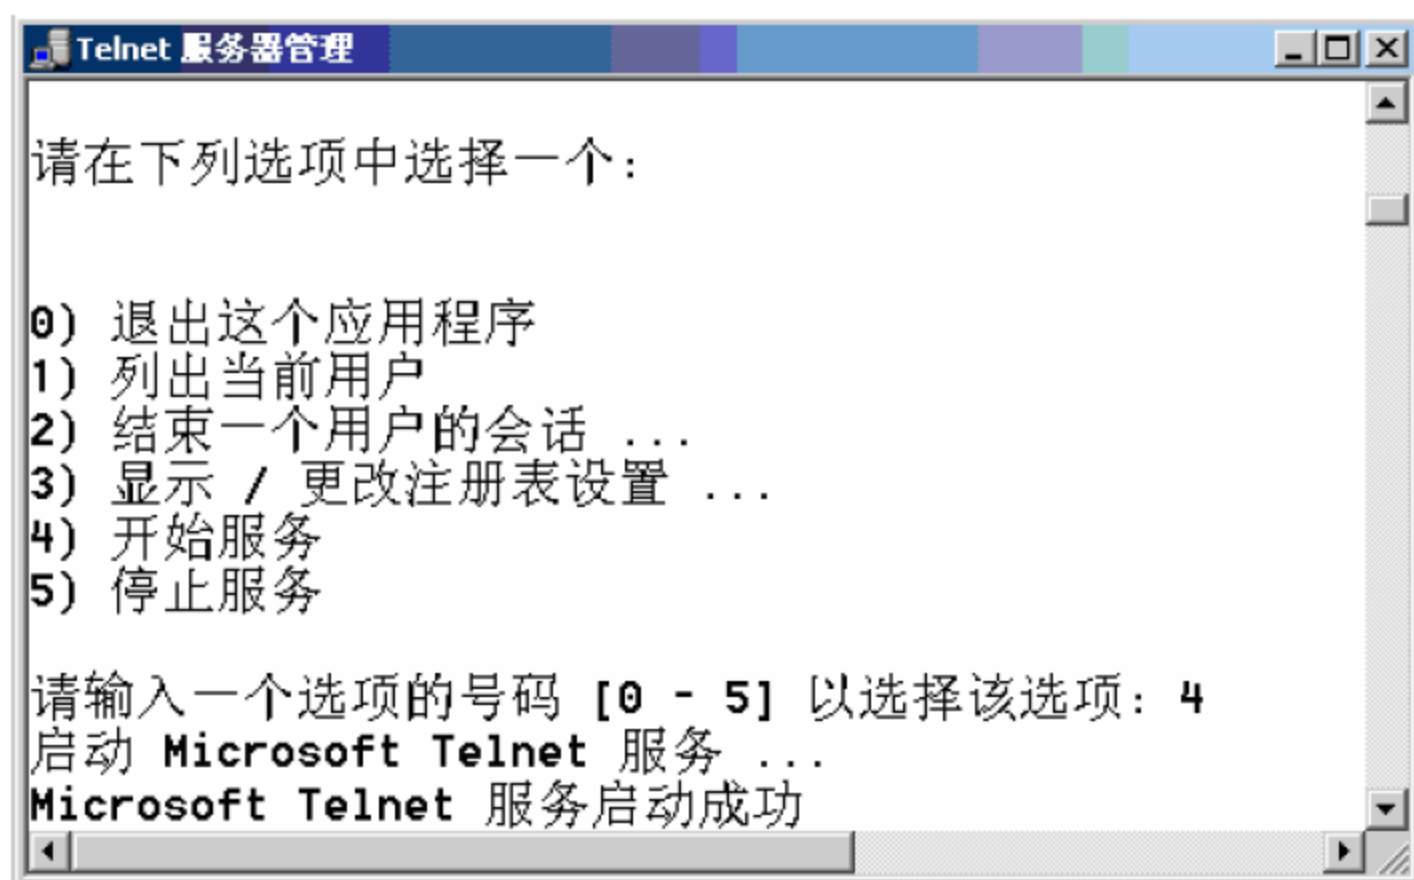 Telnet 服务器管理
请在下列选项中选择一个：
0) 退出这个应用程序
1) 列出当前用户
2) 结束一个用户的会话 ...
3) 显示 / 更改注册表设置 ...
4) 开始服务
5) 停止服务
请输入一个选项的号码 [0 - 5] 以选择该选项: 4
启动 Microsoft Telnet 服务 ...
Microsoft Telnet 服务启动成功